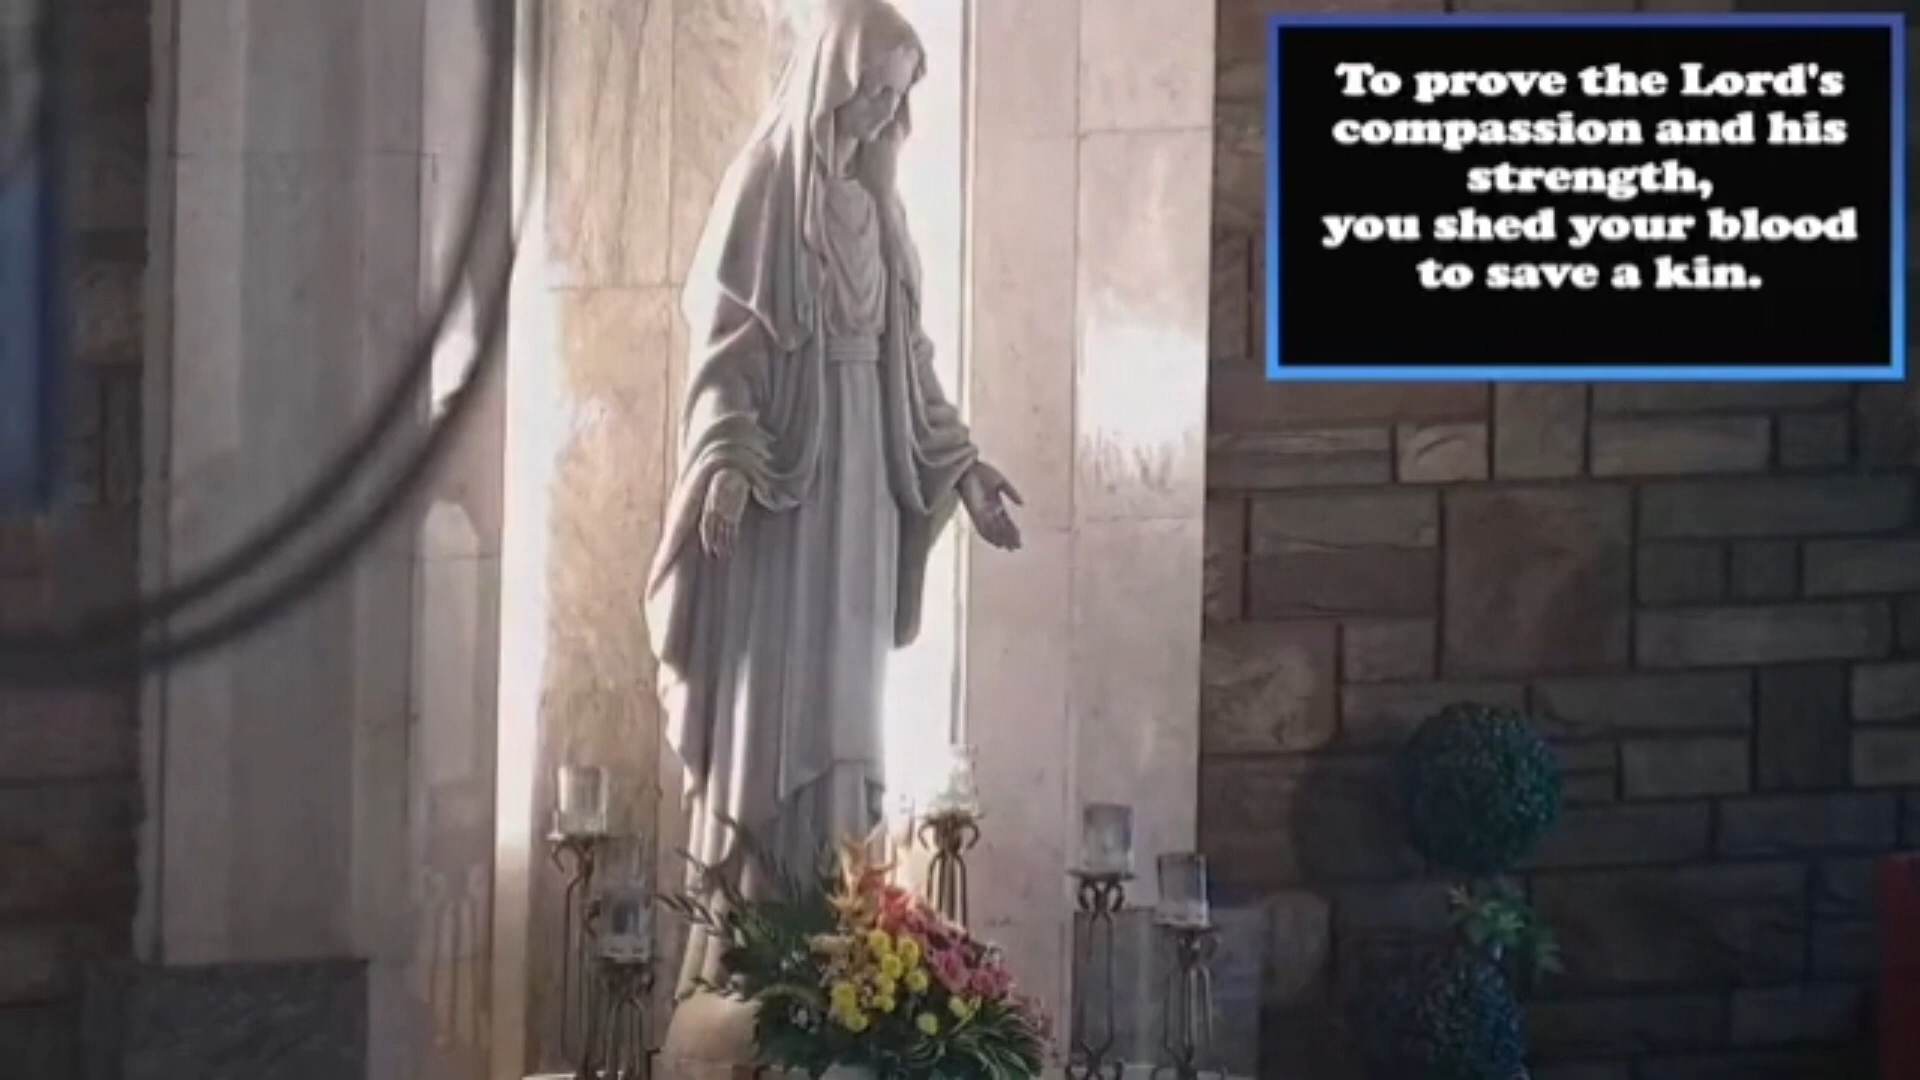 To prove the Lord's
compassion and his
strength,
you shed your blood
to save a kin.